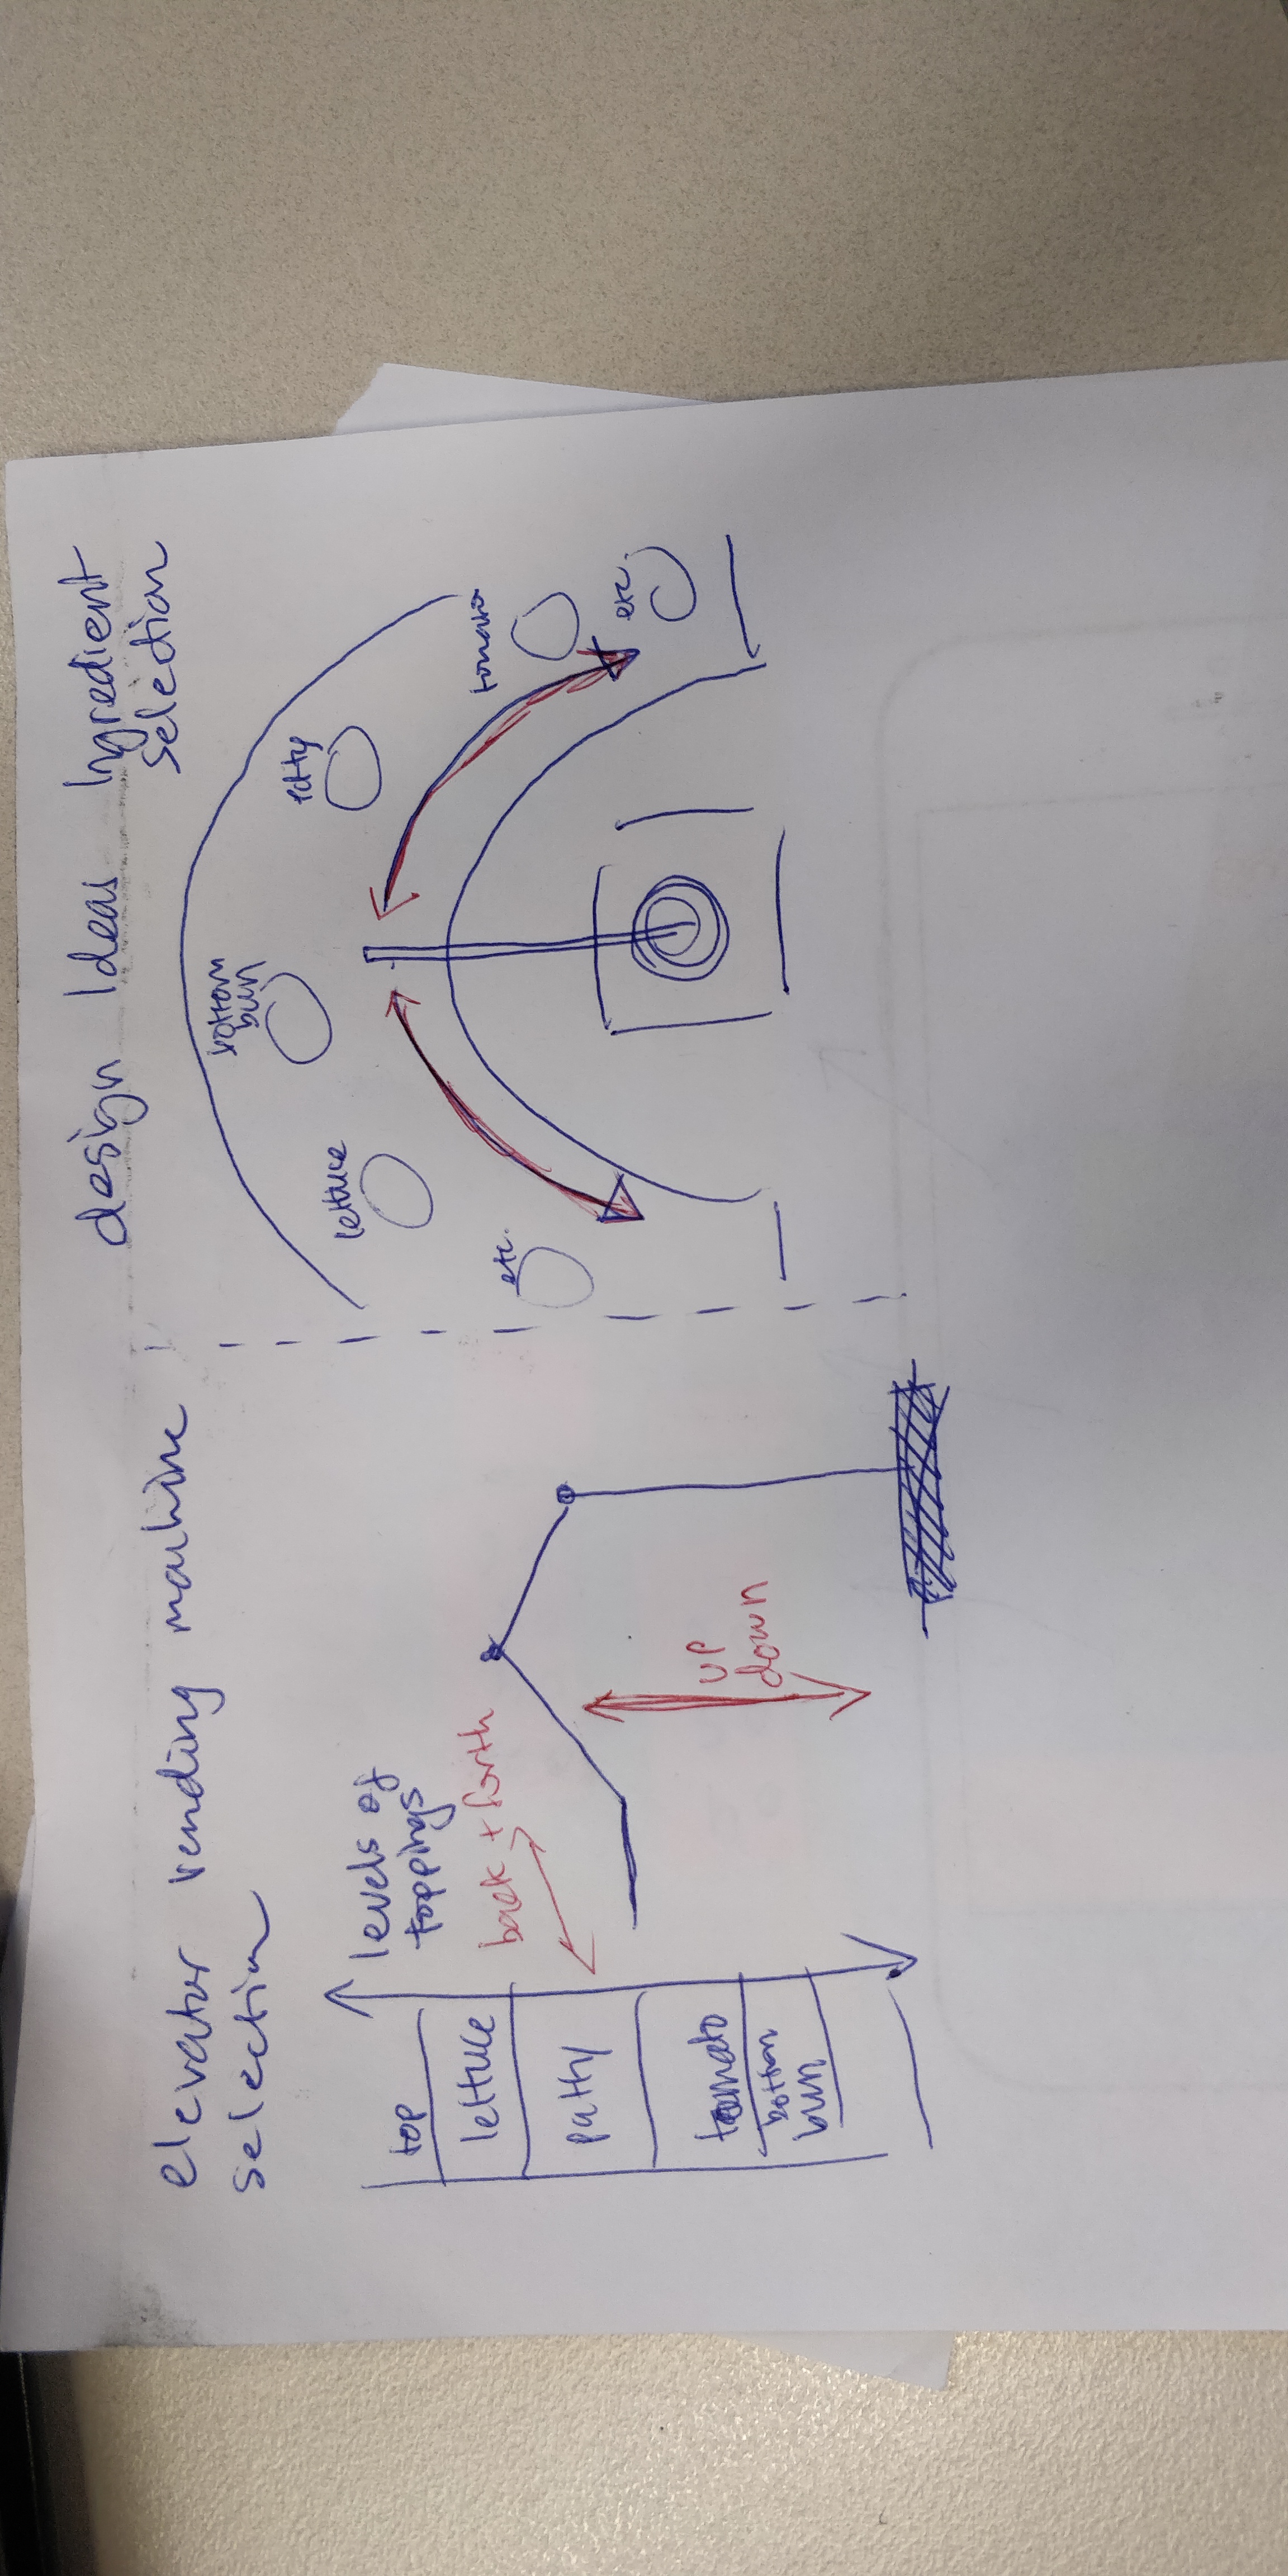 elevator vending machine
selection
top
lettuce
patty
tomato
bottom
bun
levels of
toppings
back + forth
up
down
design Ideas Ingredient
selection
bottom
bun
patty
lettuce
tomato
etc.
etc.